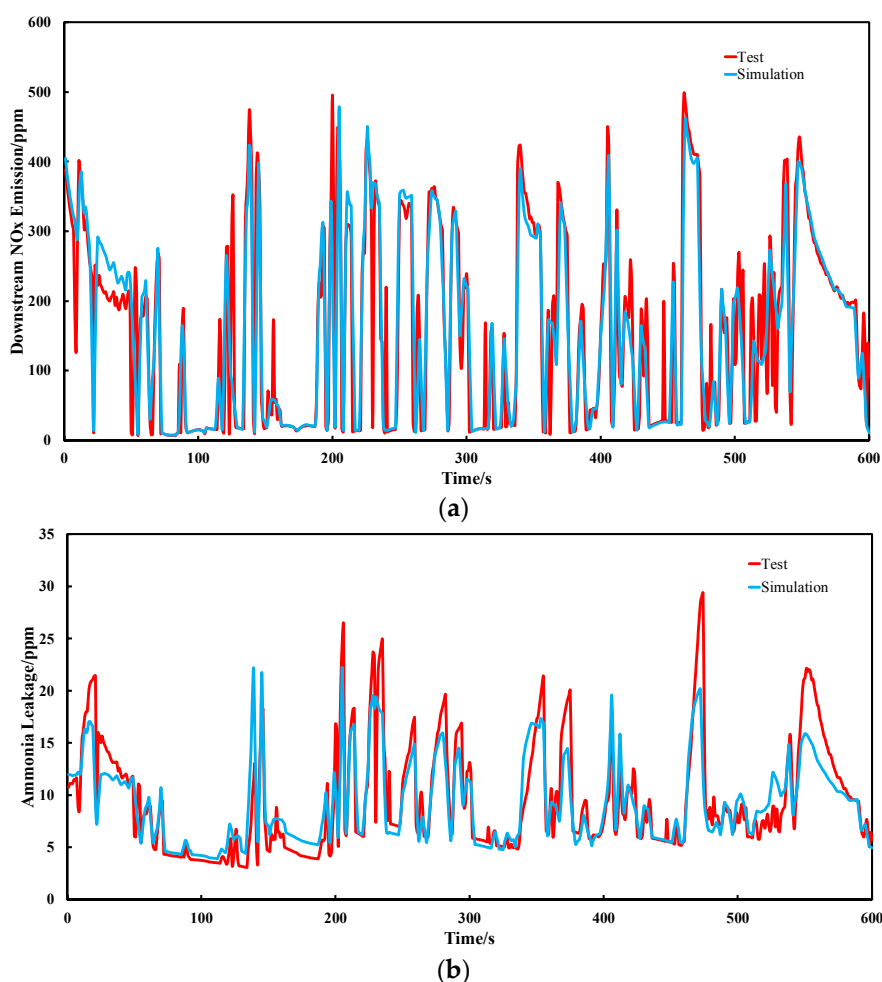 600
500
400
300
200
100
0
Downstream NOx Emission/ppm
Test
Simulation
0 100 200 300 400 500 600
Time/s
(a)
35
30
25
20
15
10
5
0
Ammonia Leakage/ppm
Test
Simulation
0 100 200 300 400 500 600
Time/s
(b)